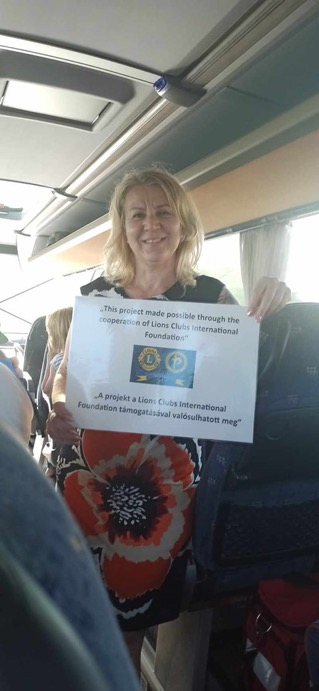 „This project made possible through the
cooperation of Lions Clubs International
Foundation”
L
„A projekt a Lions Clubs International
Foundation támogatásával valósulhatott meg”